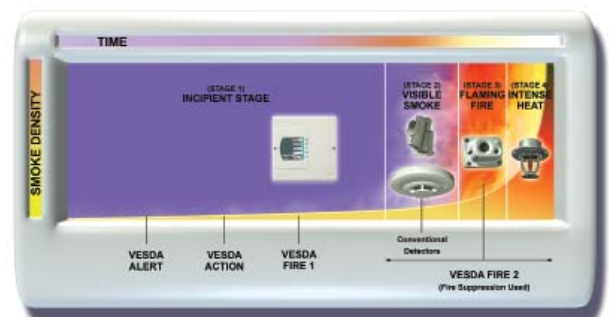 TIME
SMOKE DENSITY
(STAGE 1)
INCIPIENT STAGE
(STAGE 2)
VISIBLE
SMOKE
(STAGE 3)
FLAMING
FIRE
(STAGE 4)
INTENSE
HEAT
VESDA
ALERT
VESDA
ACTION
VESDA
FIRE 1
Conventional
Detectors
VESDA FIRE 2
(Fire Suppression Used)